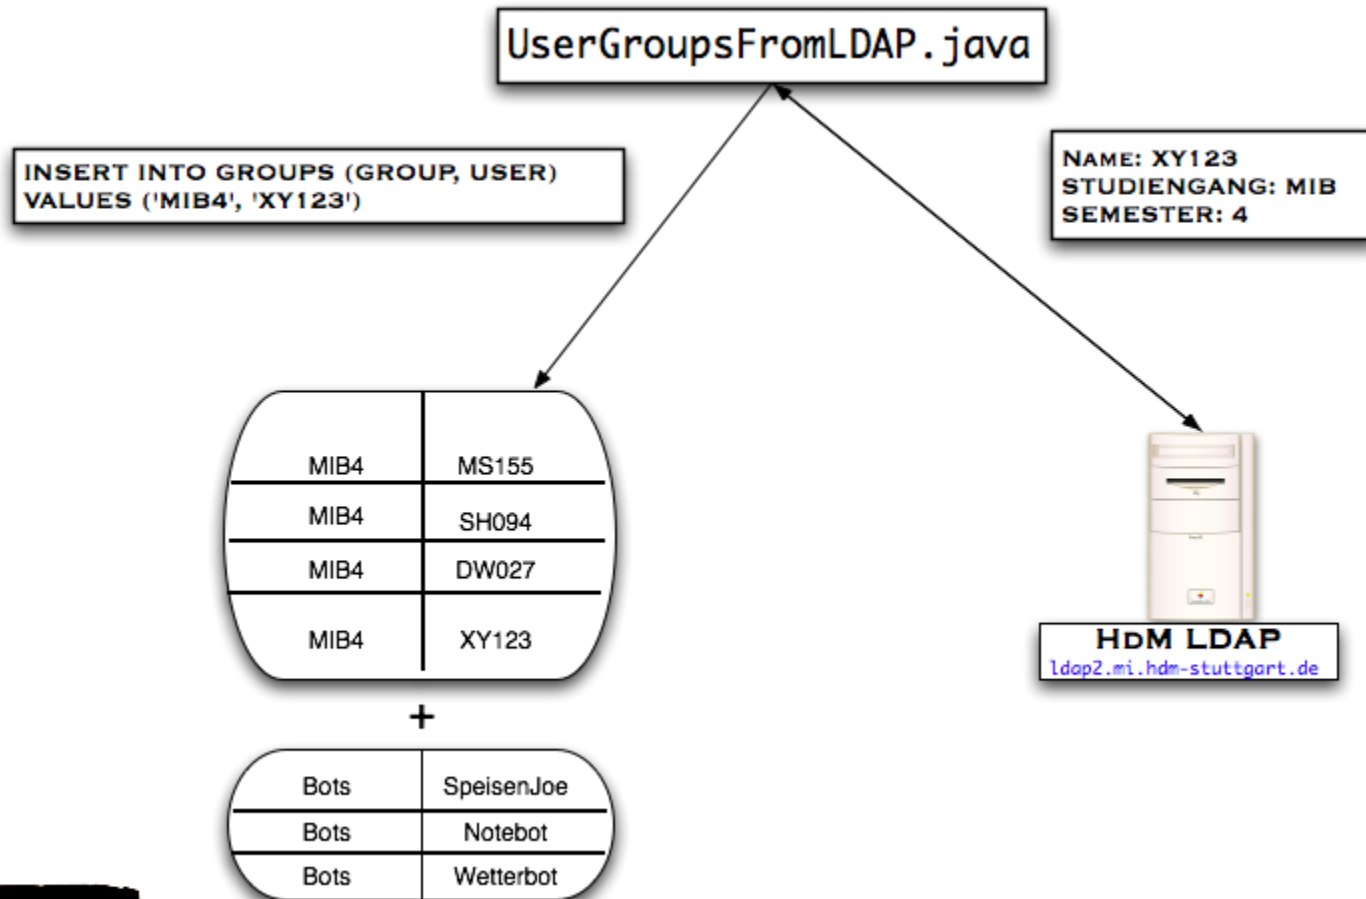 UserGroupsFromLDAP.java
INSERT INTO GROUPS (GROUP, USER)
VALUES ('MIB4', 'XY123')
NAME: XY123
STUDIENGANG: MIB
SEMESTER: 4
MIB4 MS155
MIB4 SH094
MIB4 DW027
MIB4 XY123
+
Bots SpeisenJoe
Bots Notebot
Bots Wetterbot
HDM LDAP
ldap2.mi.hdm-stuttgart.de